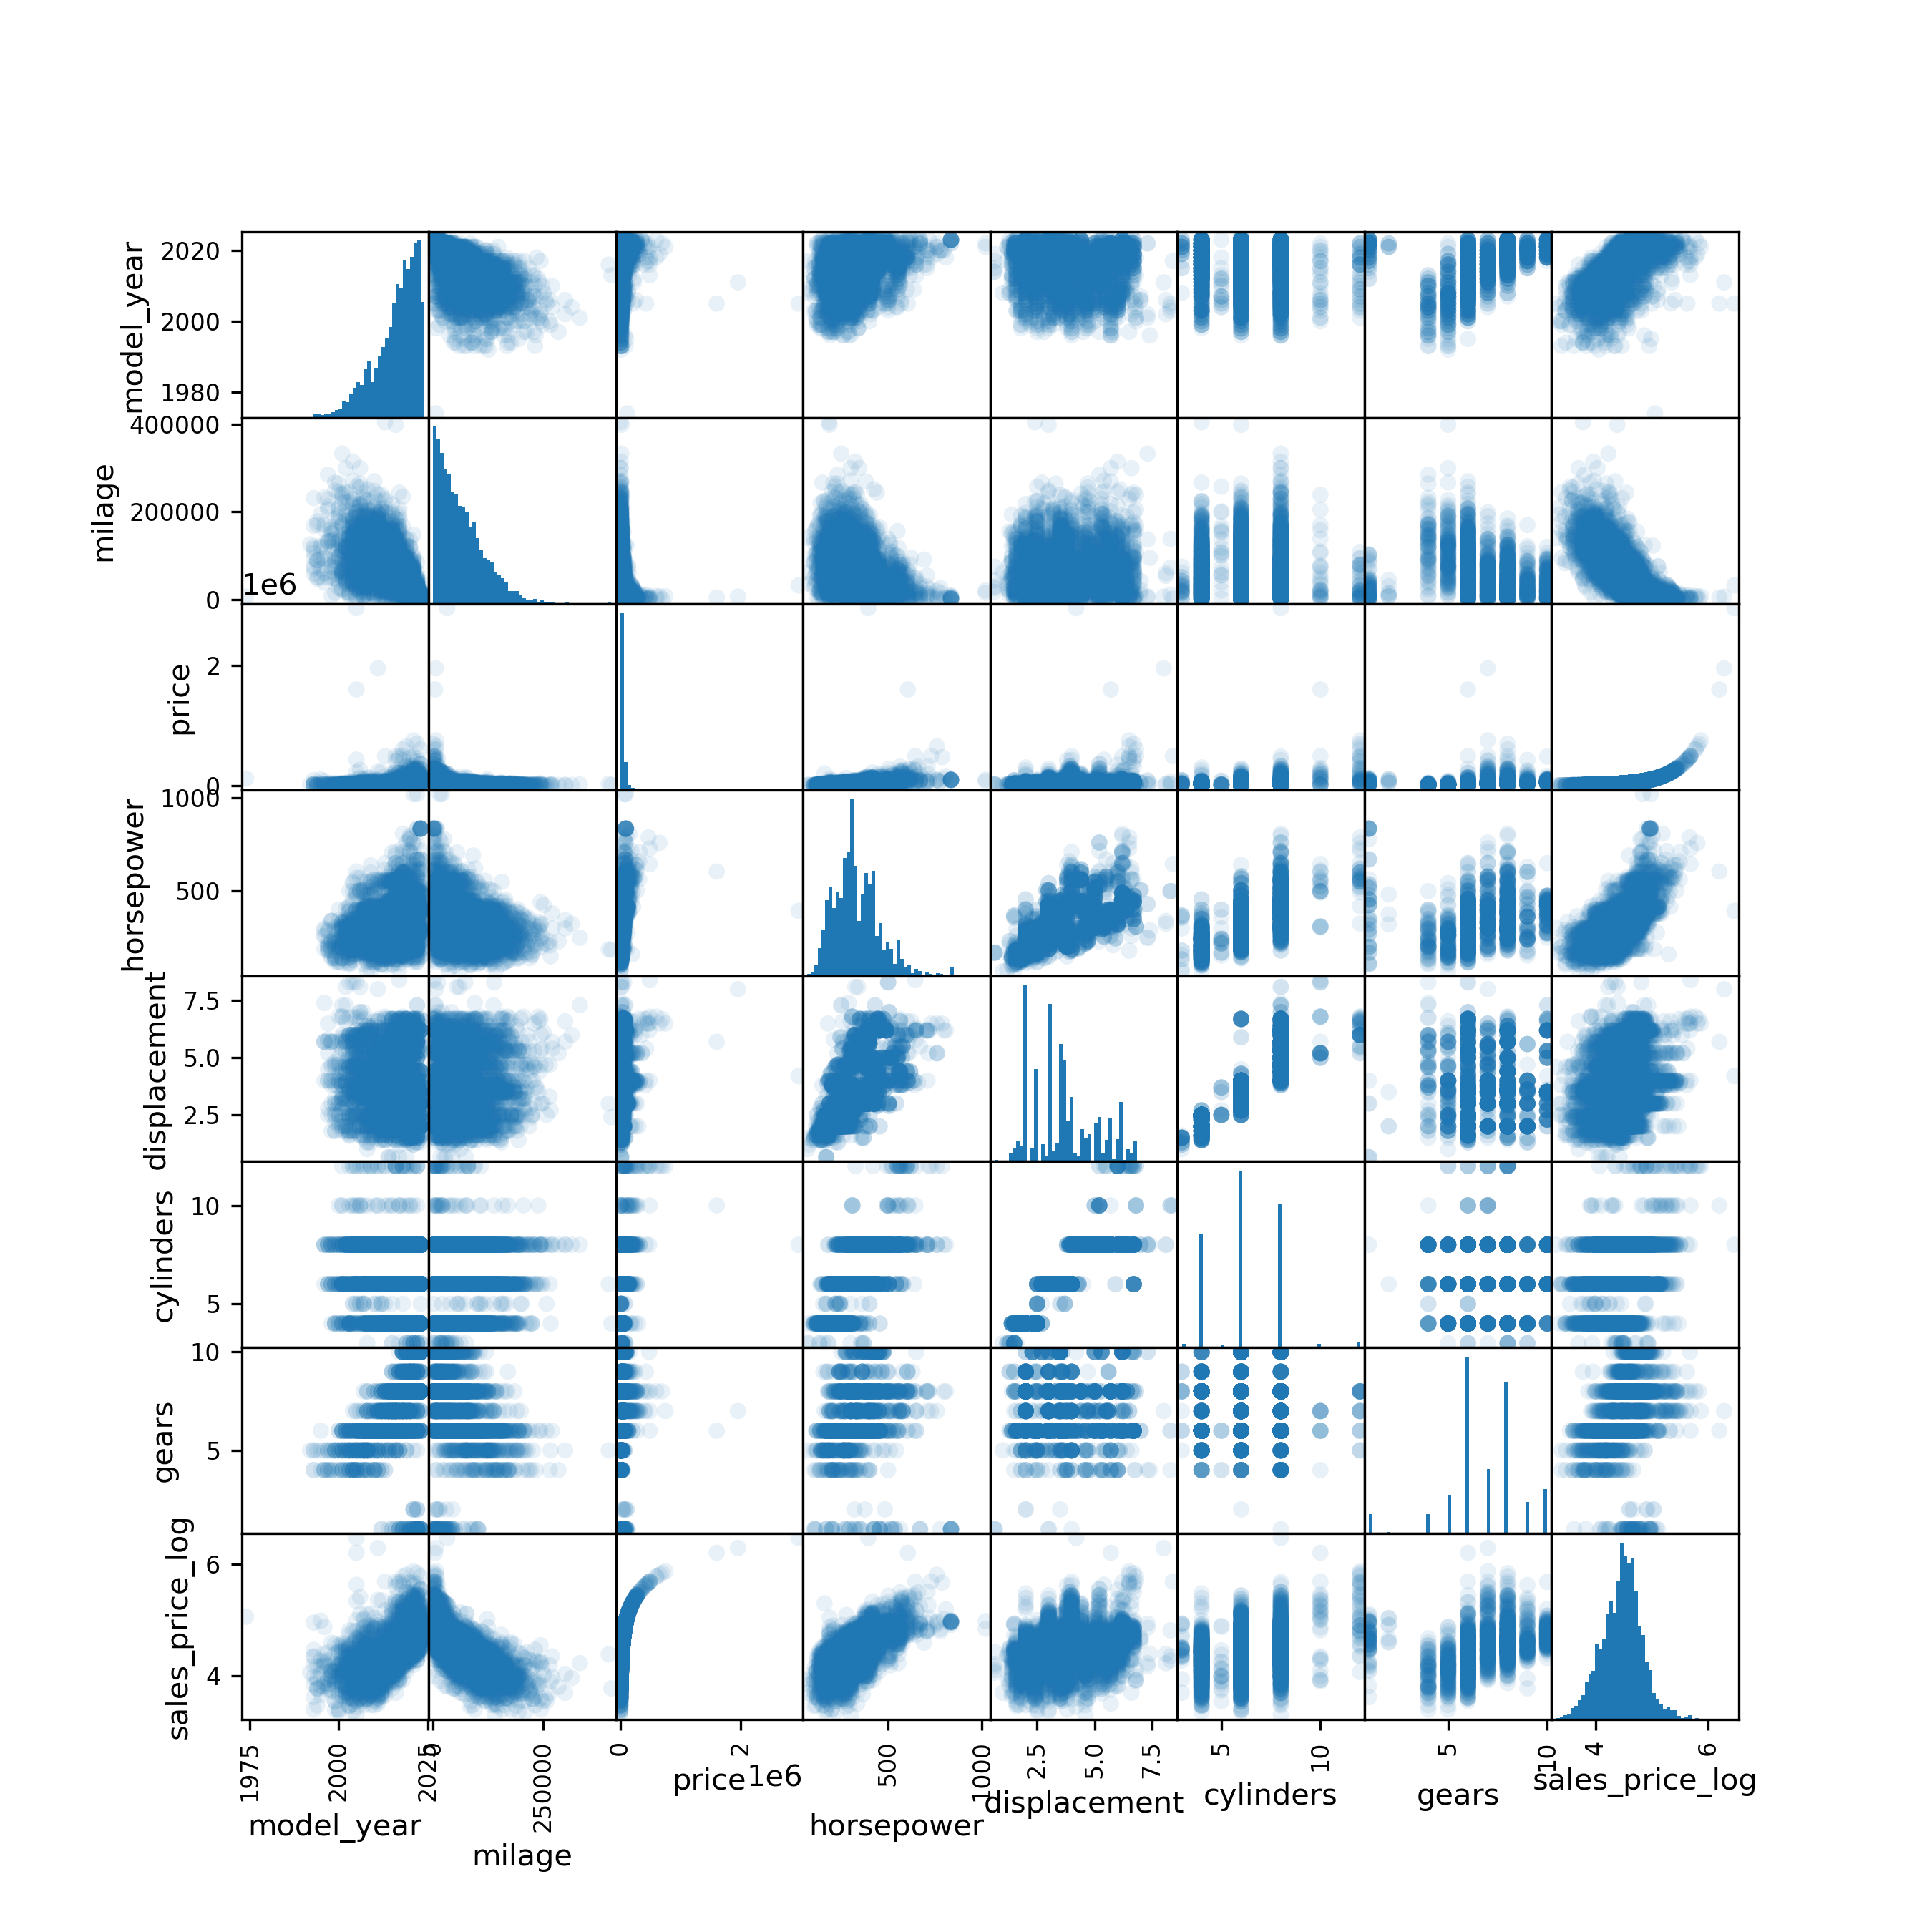 2020
2000
1980
model_year
400000
200000
0
milage
1e6
2
0
price
1000
500
horsepower
7.5
5.0
2.5
displacement
10
5
cylinders
10
5
gears
6
4
sales_price_log
1975
2000
2025
model_year
0
250000
milage
0
2
price
1e6
500
1000
horsepower
2.5
5.0
7.5
displacement
5
10
cylinders
5
10
gears
4
6
sales_price_log